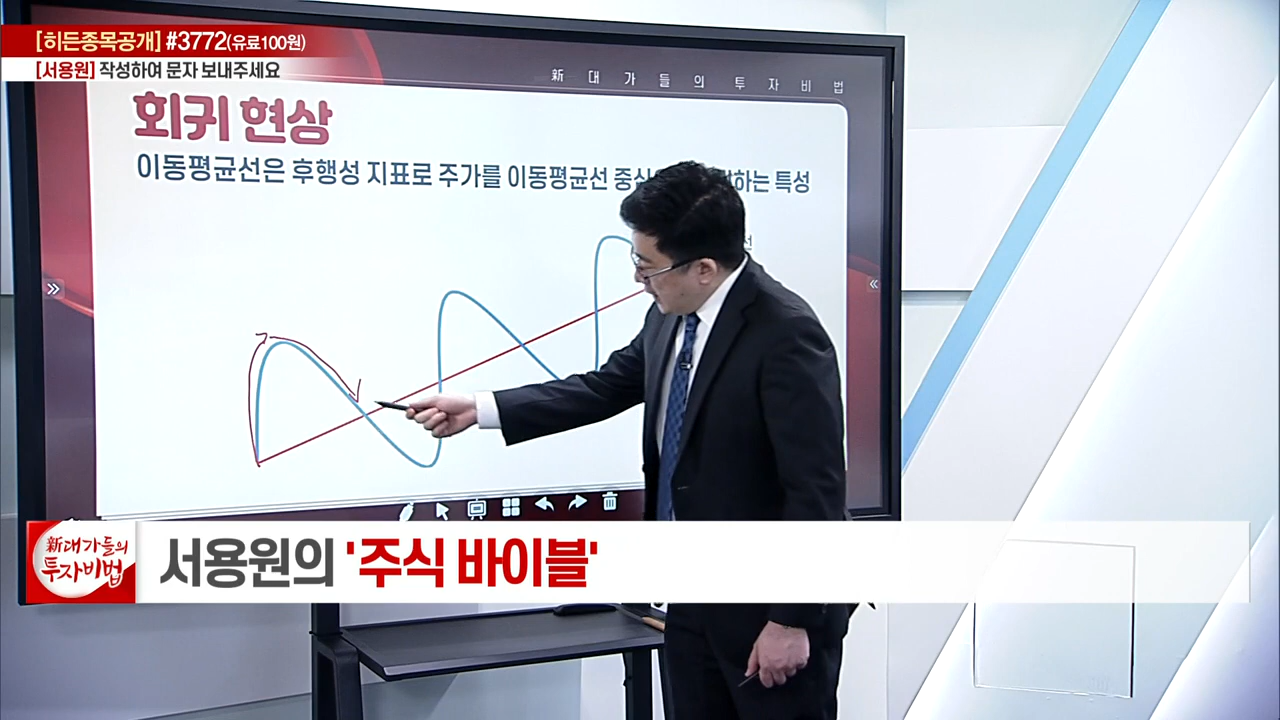 [히든종목공개] #3772(유료100원)
[서용원] 작성하여 문자 보내주세요
新 대가들의 투자비법
회귀 현상
이동평균선은 후행성 지표로 주가를 이동평균선 하는 특성
선
新대가들의
투자비법
서용원의 '주식 바이블'